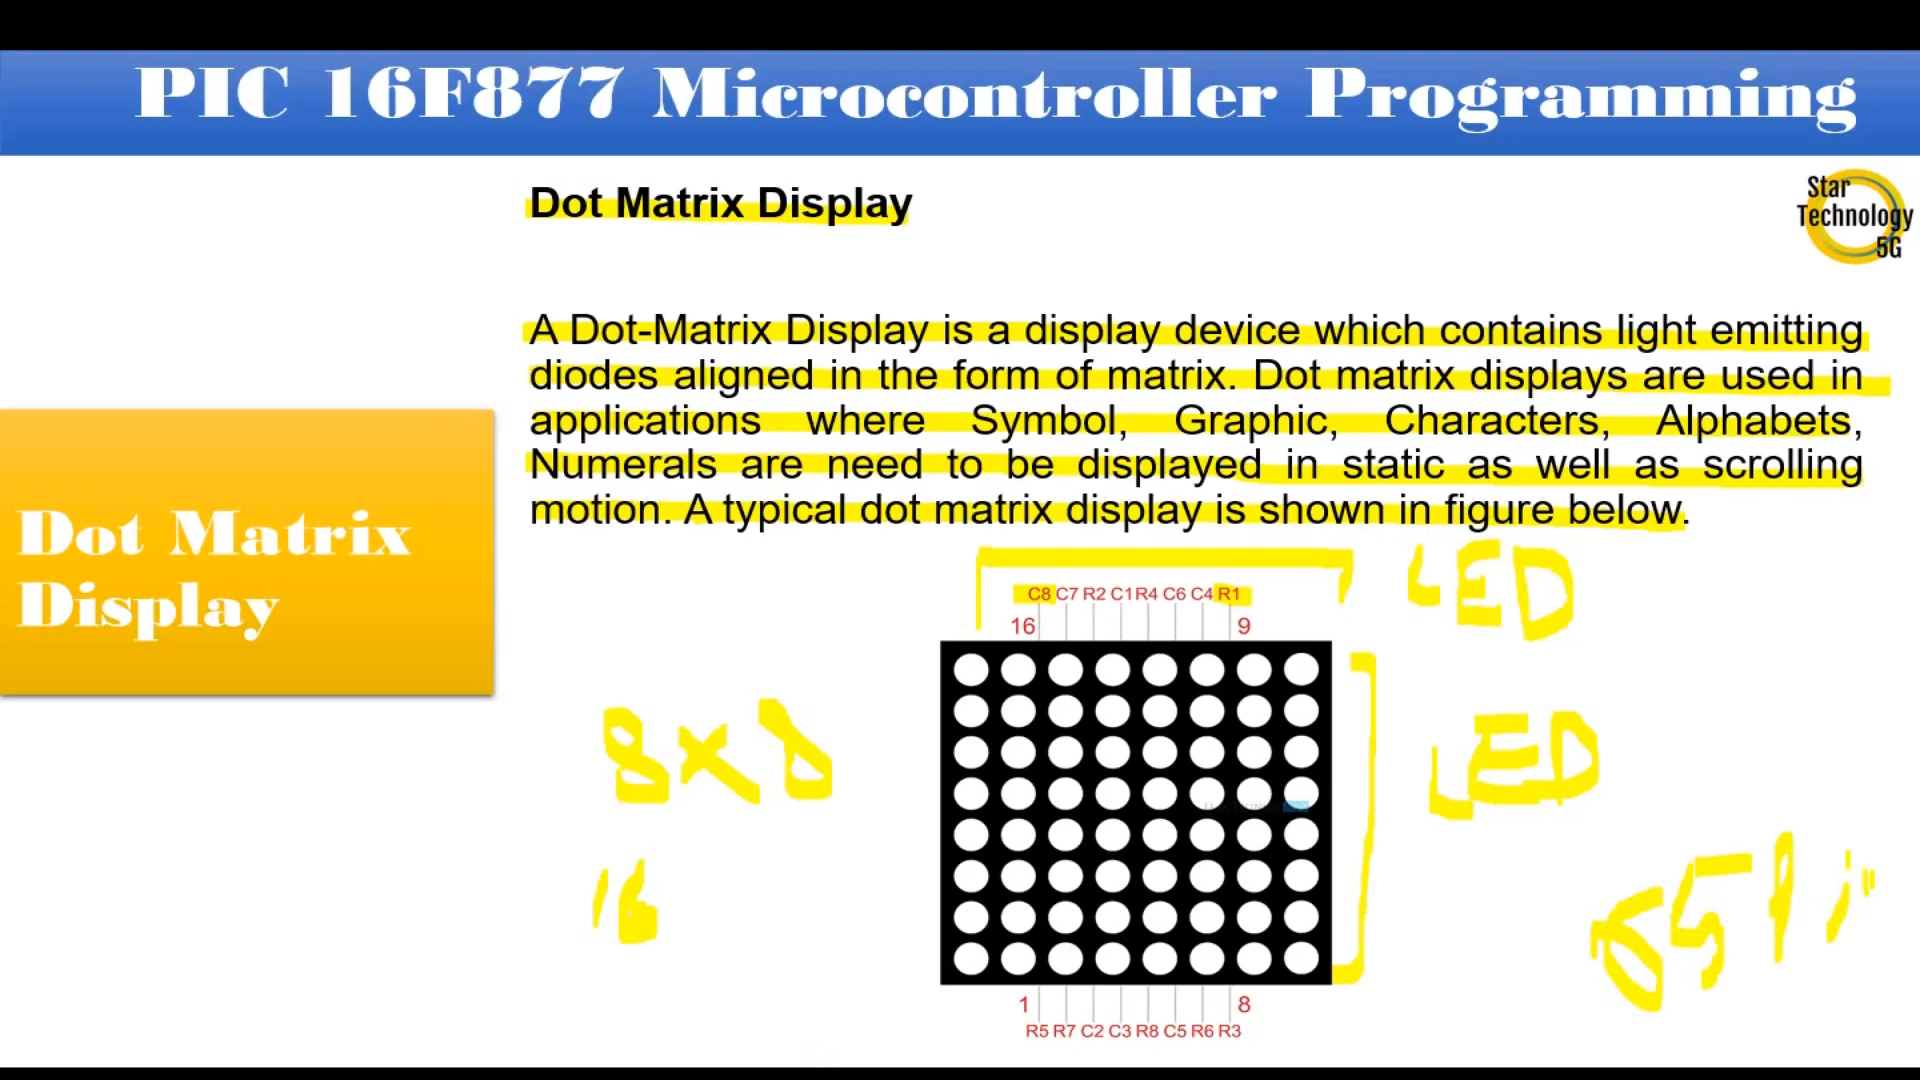 PIC 16F877 Microcontroller Programming
Dot Matrix Display
Star
Technology
5G
A Dot-Matrix Display is a display device which contains light emitting
diodes aligned in the form of matrix. Dot matrix displays are used in
applications where Symbol, Graphic, Characters, Alphabets,
Numerals are need to be displayed in static as well as scrolling
motion. A typical dot matrix display is shown in figure below.
Dot Matrix
Display
LED
C8 C7 R2 C1 R4 C6 C4 R1
16 9
8x8
LED
16
1 8
R5 R7 C2 C3 R8 C5 R6 R3